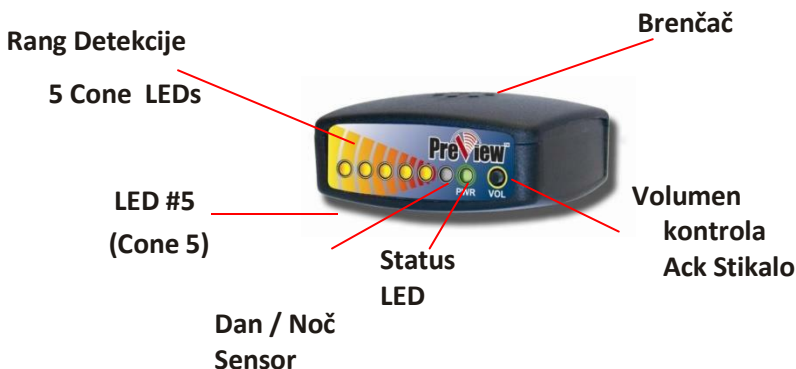 Brenčač
Rang Detekcije
5 Cone LEDs
PreView
PWR
VOL
LED #5
(Cone 5)
Status
LED
Volumen
kontrola
Ack Stikalo
Dan / Noč
Sensor